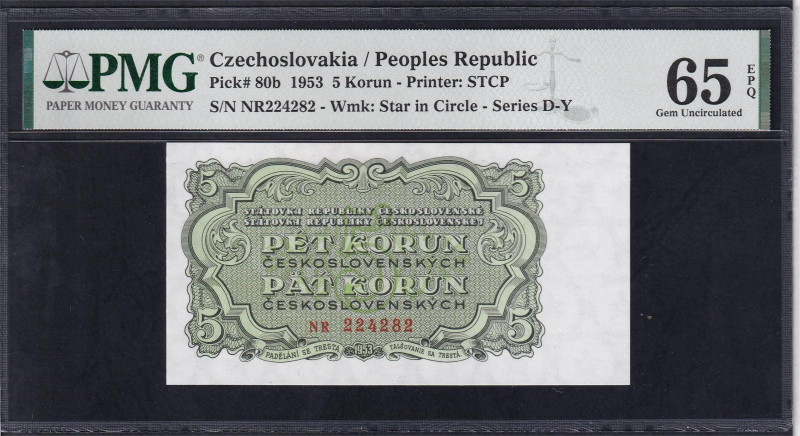 PMG®
PAPER MONEY GUARANTY
Czechoslovakia / Peoples Republic
Pick# 80b 1953 5 Korun - Printer: STCP
S/N NR224282 - Wmk: Star in Circle - Series D-Y
65 EPQ
Gem Uncirculated
5 5
STÁTOVKA REPUBLIKY ČESKOSLOVENSKÉ
ŠTÁTOVKA REPUBLIKY ČESKOSLOVENSKEJ
PĚT KORUN
ČESKOSLOVENSKÝCH
PÄŤ KORÚN
ČESKOSLOVENSKÝCH
NR 224282
5 5
PADĚLÁNÍ SE TRESTÁ 1953 FALŠOVANIE SA TRESTÁ